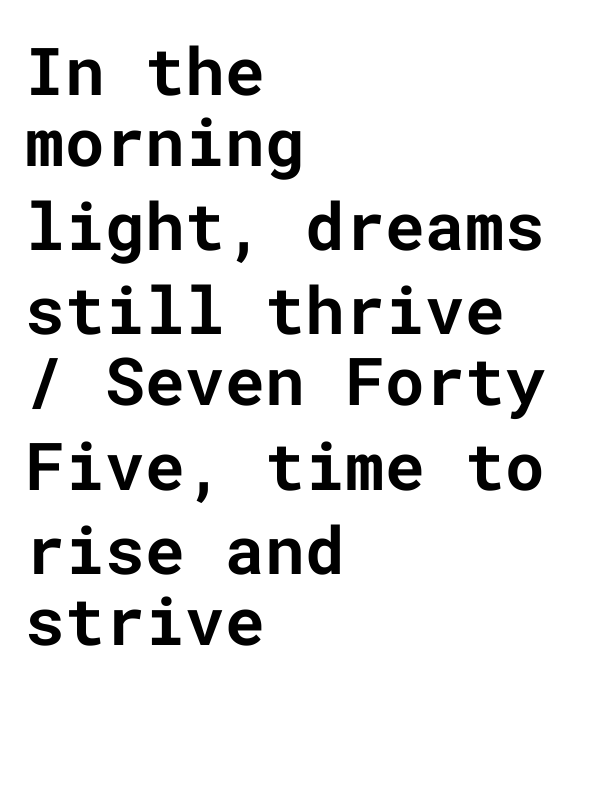 In the
morning
light, dreams
still thrive
/ Seven Forty
Five, time to
rise and
strive